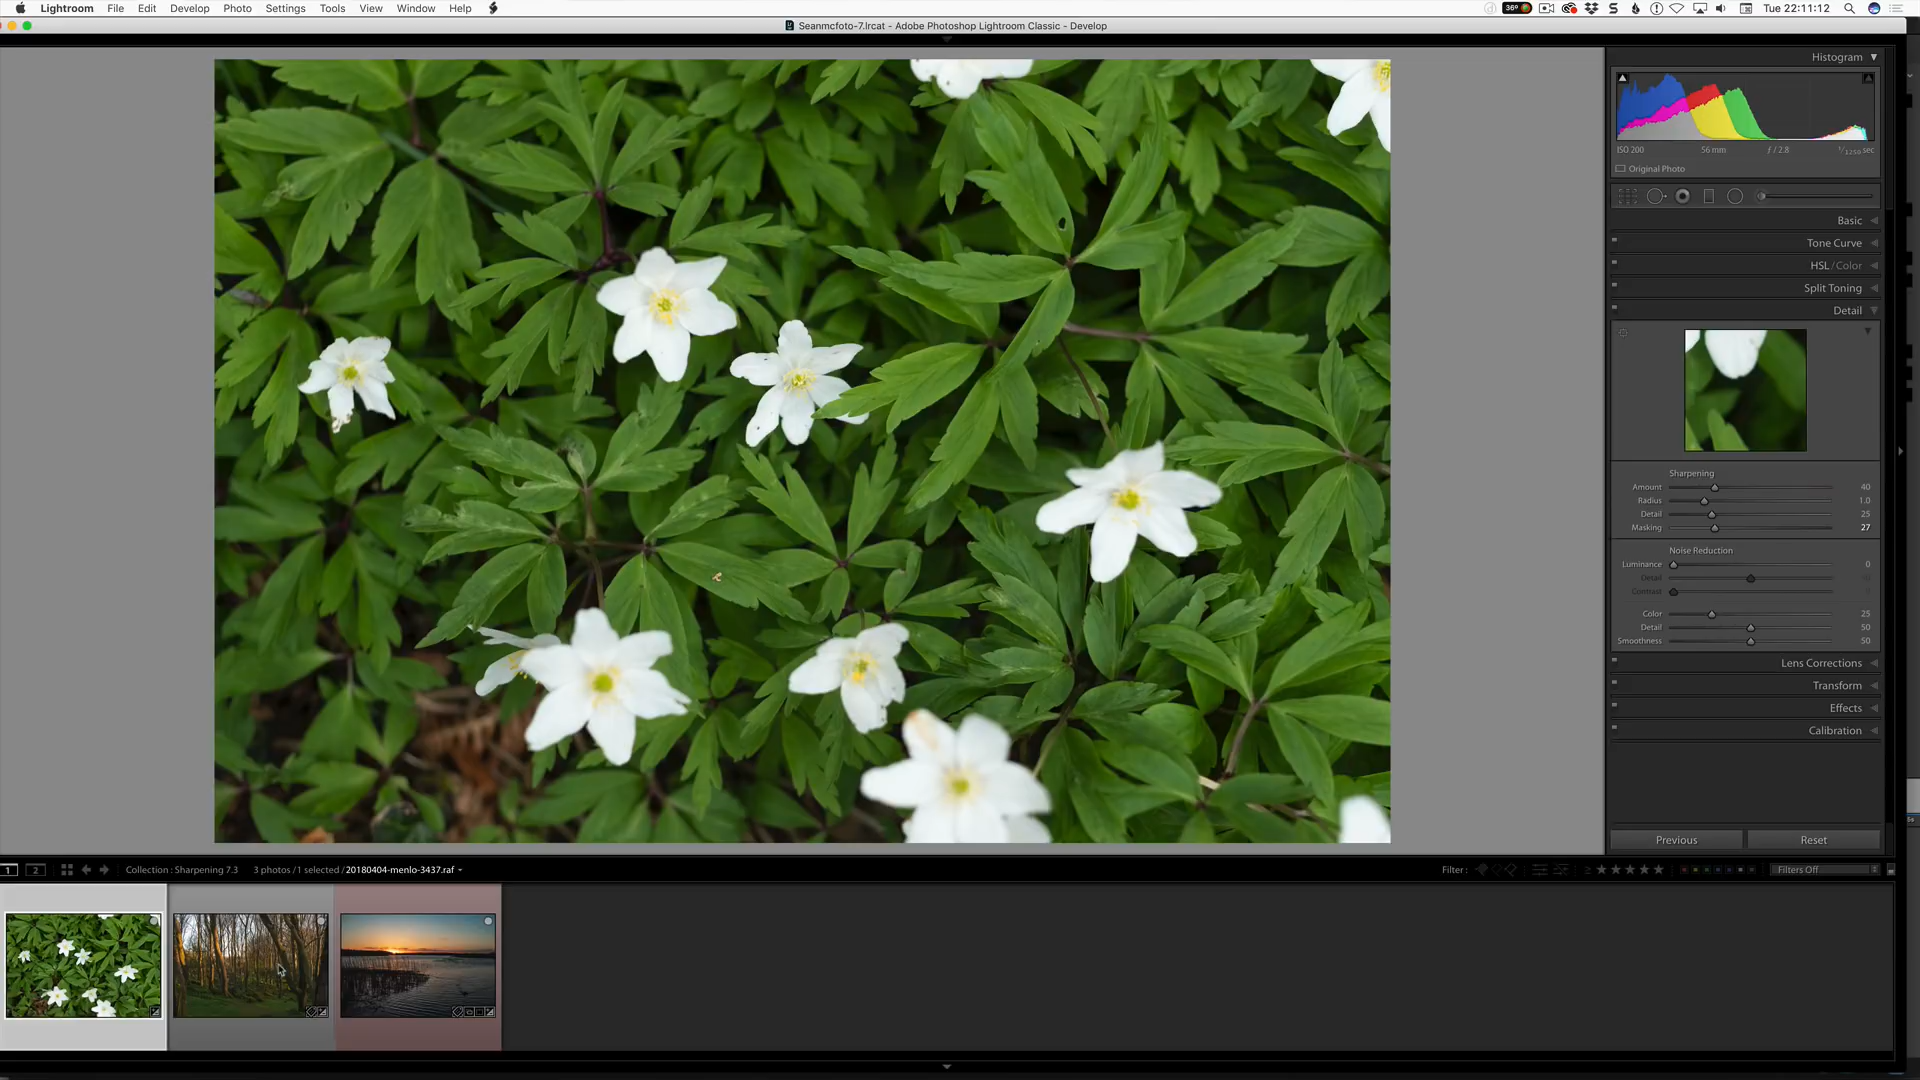 Lightroom File Edit Develop Photo Settings Tools View Window Help
36° Tue 22:11:12
Seanmcfoto-7.lrcat - Adobe Photoshop Lightroom Classic - Develop
Histogram
ISO 200 56 mm ƒ / 2.8 1/1250 sec
Original Photo
Basic
Tone Curve
HSL / Color
Split Toning
Detail
Sharpening
Amount 40
Radius 1.0
Detail 25
Masking 27
Noise Reduction
Luminance 0
Detail
Contrast
Color 25
Detail 50
Smoothness 50
Lens Corrections
Transform
Effects
Calibration
Previous Reset
1 2 Collection : Sharpening 7.3 3 photos / 1 selected / 20180404-menlo-3437.raf
Filter : ≥ ★★★★★ Filters Off